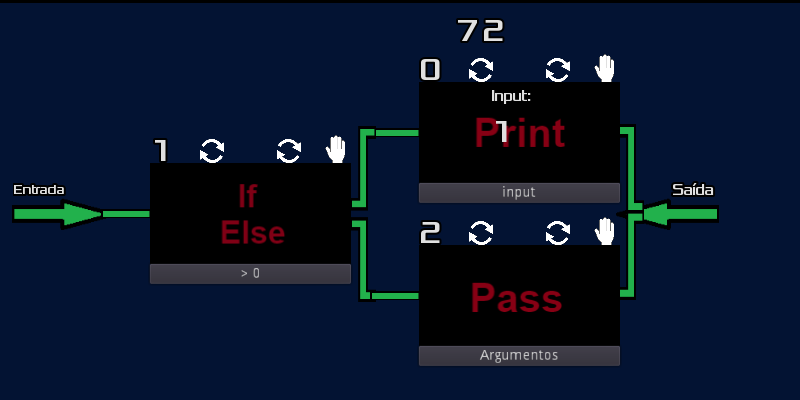 72
0
Input:
Print
1
input
1
If
Else
> 0
Entrada
Saída
2
Pass
Argumentos